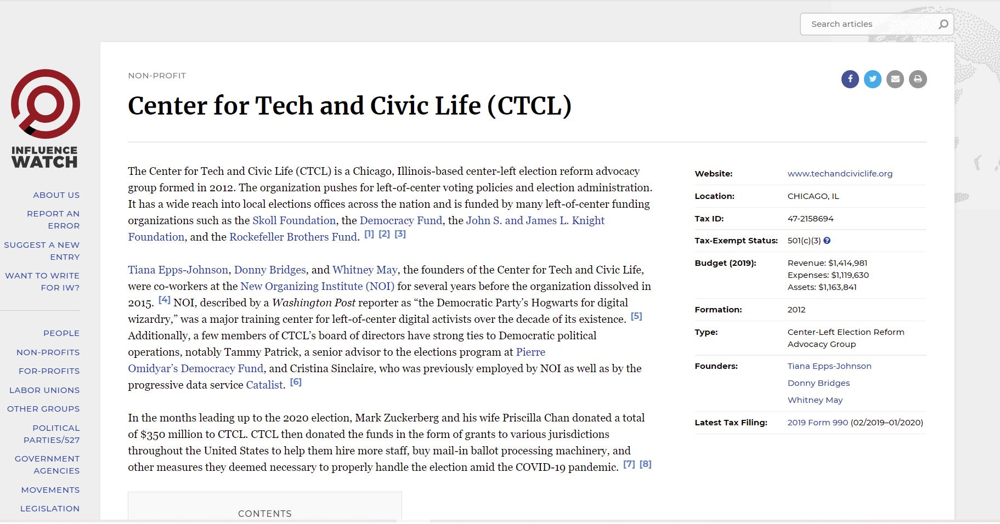 Search articles
INFLUENCE
WATCH
ABOUT US
REPORT AN
ERROR
SUGGEST A NEW
ENTRY
WANT TO WRITE
FOR IW?
PEOPLE
NON-PROFITS
FOR-PROFITS
LABOR UNIONS
OTHER GROUPS
POLITICAL
PARTIES/527
GOVERNMENT
AGENCIES
MOVEMENTS
LEGISLATION
NON-PROFIT
Center for Tech and Civic Life (CTCL)
The Center for Tech and Civic Life (CTCL) is a Chicago, Illinois-based center-left election reform advocacy
group formed in 2012. The organization pushes for left-of-center voting policies and election administration.
It has a wide reach into local elections offices across the nation and is funded by many left-of-center funding
organizations such as the Skoll Foundation, the Democracy Fund, the John S. and James L. Knight
Foundation, and the Rockefeller Brothers Fund. [1] [2] [3]
Tiana Epps-Johnson, Donny Bridges, and Whitney May, the founders of the Center for Tech and Civic Life,
were co-workers at the New Organizing Institute (NOI) for several years before the organization dissolved in
2015. [4] NOI, described by a Washington Post reporter as “the Democratic Party’s Hogwarts for digital
wizardry,” was a major training center for left-of-center digital activists over the decade of its existence. [5]
Additionally, a few members of CTCL’s board of directors have strong ties to Democratic political
operations, notably Tammy Patrick, a senior advisor to the elections program at Pierre
Omidyar’s Democracy Fund, and Cristina Sinclaire, who was previously employed by NOI as well as by the
progressive data service Catalist. [6]
In the months leading up to the 2020 election, Mark Zuckerberg and his wife Priscilla Chan donated a total
of $350 million to CTCL. CTCL then donated the funds in the form of grants to various jurisdictions
throughout the United States to help them hire more staff, buy mail-in ballot processing machinery, and
other measures they deemed necessary to properly handle the election amid the COVID-19 pandemic. [7] [8]
CONTENTS
Website: www.techandciviclife.org
Location: CHICAGO, IL
Tax ID: 47-2158694
Tax-Exempt Status: 501(c)(3) ?
Budget (2019): Revenue: $1,414,981
Expenses: $1,119,630
Assets: $1,163,841
Formation: 2012
Type: Center-Left Election Reform
Advocacy Group
Founders: Tiana Epps-Johnson
Donny Bridges
Whitney May
Latest Tax Filing: 2019 Form 990 (02/2019–01/2020)